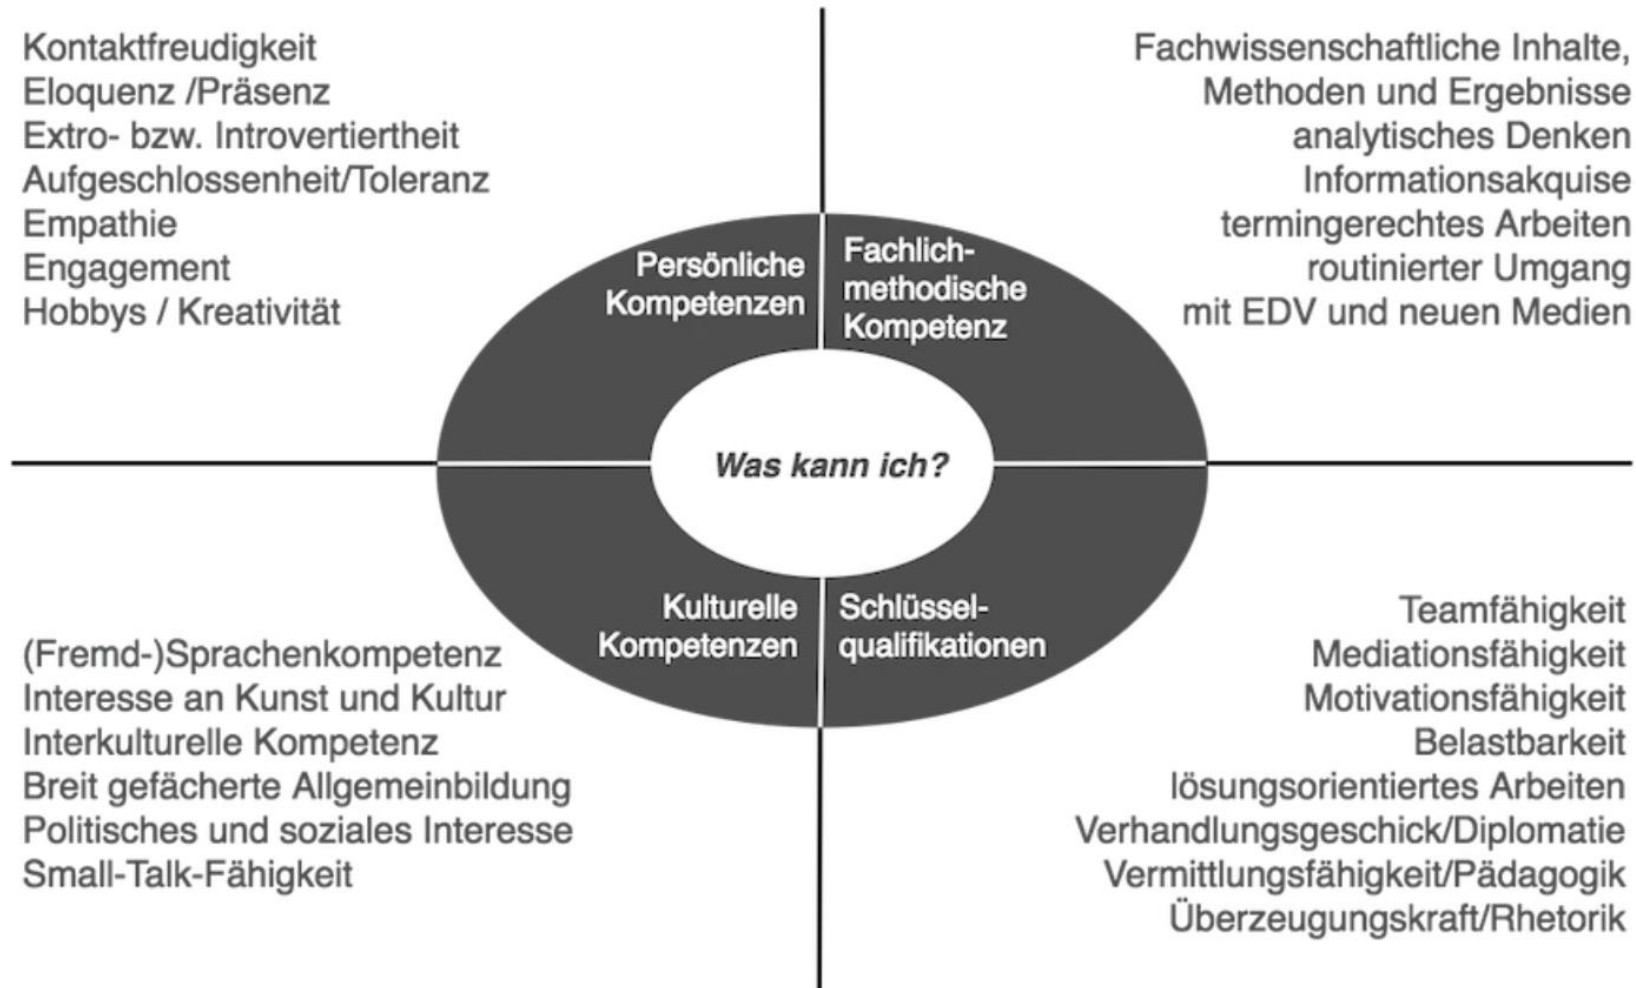 Kontaktfreudigkeit
Eloquenz /Präsenz
Extro- bzw. Introvertiertheit
Aufgeschlossenheit/Toleranz
Empathie
Engagement
Hobbys / Kreativität
Fachwissenschaftliche Inhalte,
Methoden und Ergebnisse
analytisches Denken
Informationsakquise
termingerechtes Arbeiten
routinierter Umgang
mit EDV und neuen Medien
Persönliche
Kompetenzen
Fachlich-
methodische
Kompetenz
Was kann ich?
Kulturelle
Kompetenzen
Schlüssel-
qualifikationen
(Fremd-)Sprachenkompetenz
Interesse an Kunst und Kultur
Interkulturelle Kompetenz
Breit gefächerte Allgemeinbildung
Politisches und soziales Interesse
Small-Talk-Fähigkeit
Teamfähigkeit
Mediationsfähigkeit
Motivationsfähigkeit
Belastbarkeit
lösungsorientiertes Arbeiten
Verhandlungsgeschick/Diplomatie
Vermittlungsfähigkeit/Pädagogik
Überzeugungskraft/Rhetorik